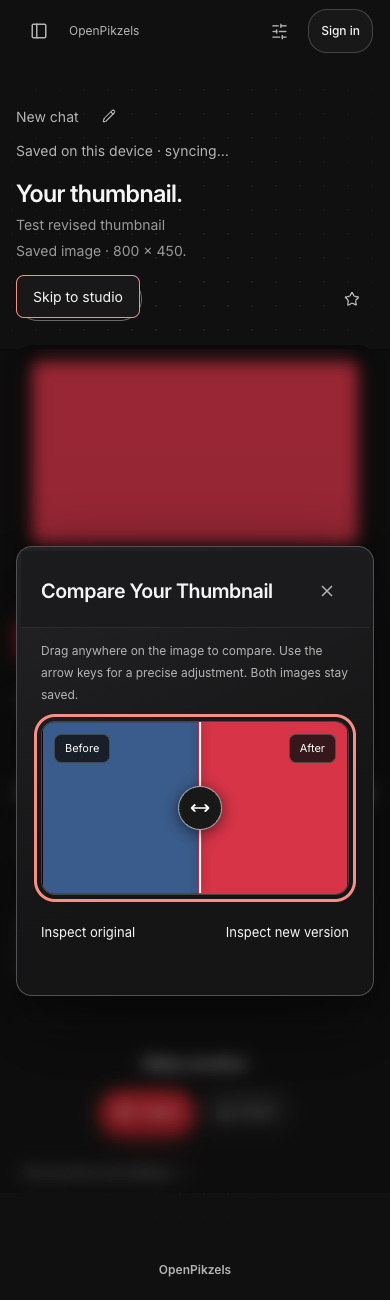 OpenPikzels
Sign in
New chat
Saved on this device · syncing...
Your thumbnail.
Test revised thumbnail
Saved image · 800 × 450.
Skip to studio
Compare Your Thumbnail
Drag anywhere on the image to compare. Use the
arrow keys for a precise adjustment. Both images stay
saved.
Before
After
Inspect original
Inspect new version
OpenPikzels